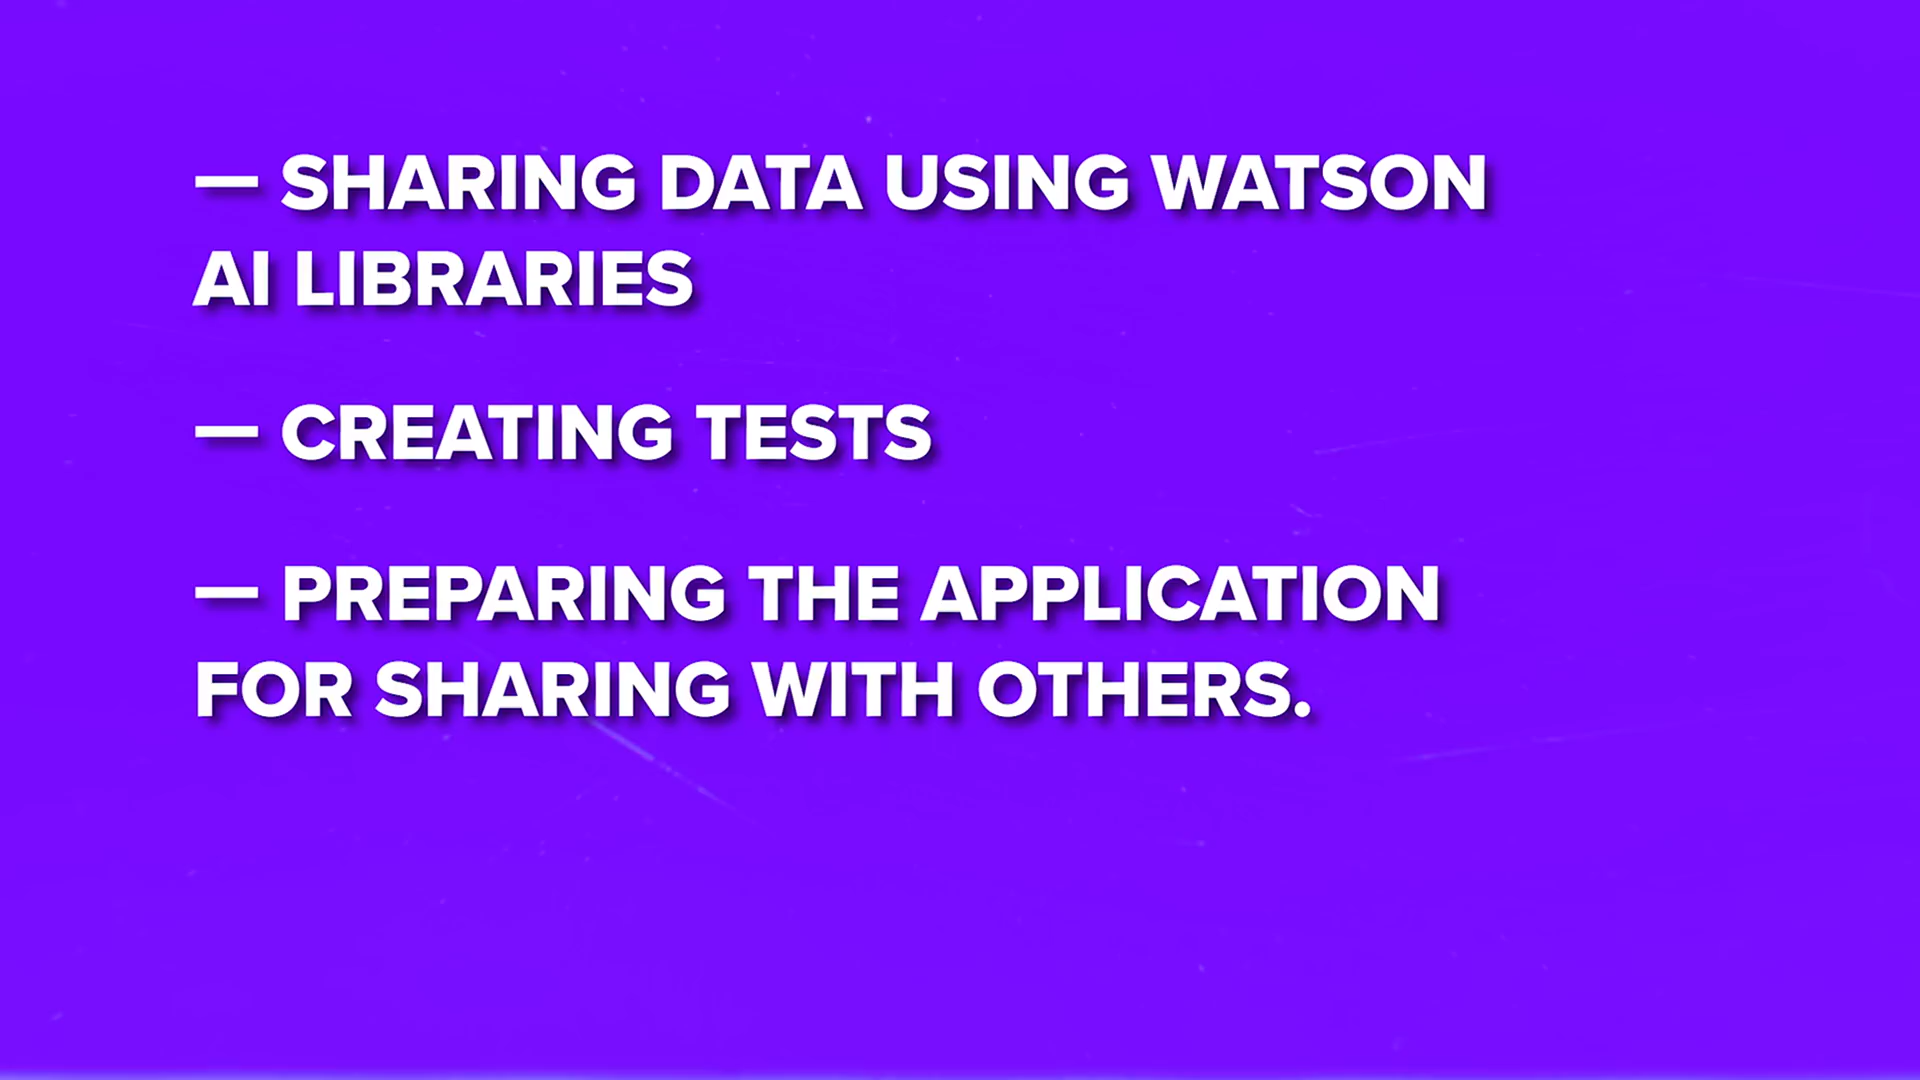 — SHARING DATA USING WATSON
AI LIBRARIES
— CREATING TESTS
— PREPARING THE APPLICATION
FOR SHARING WITH OTHERS.